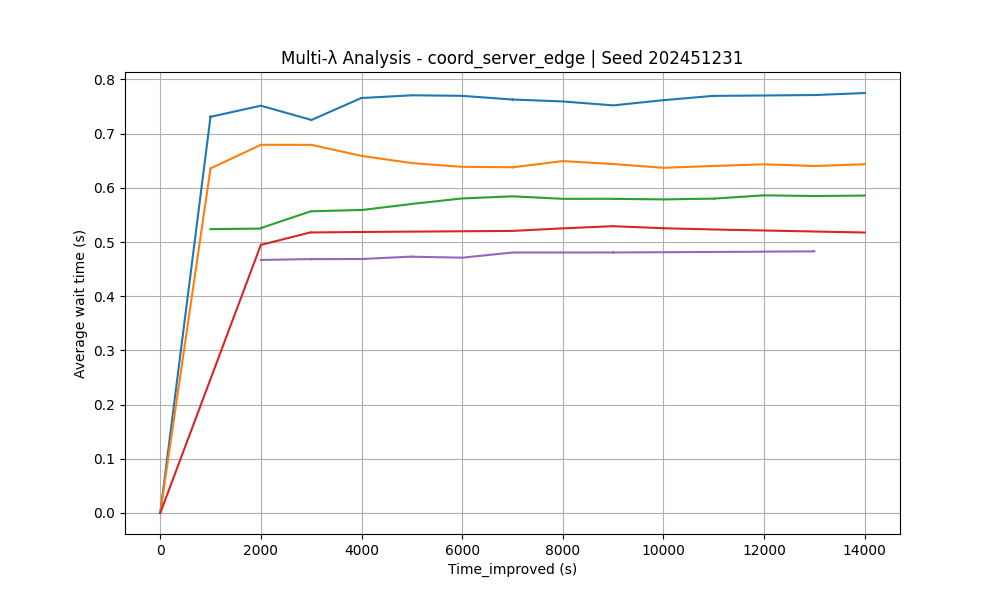 Multi-λ Analysis - coord_server_edge | Seed 202451231
Average wait time (s)
0.8
0.7
0.6
0.5
0.4
0.3
0.2
0.1
0.0
0 2000 4000 6000 8000 10000 12000 14000
Time_improved (s)